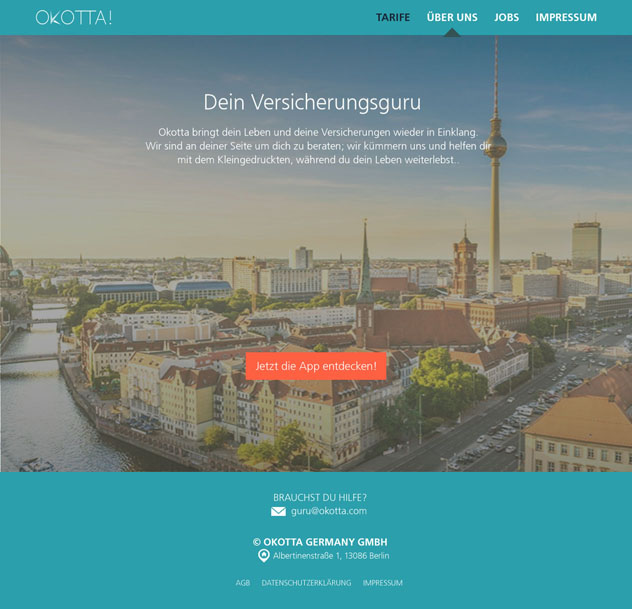 OKOTTA!
TARIFE ÜBER UNS JOBS IMPRESSUM
Dein Versicherungsguru
Okotta bringt dein Leben und deine Versicherungen wieder in Einklang.
Wir sind an deiner Seite um dich zu beraten; wir kümmern uns und helfen dir
mit dem Kleingedruckten, während du dein Leben weiterlebst..
Jetzt die App entdecken!
BRAUCHST DU HILFE?
guru@okotta.com
© OKOTTA GERMANY GMBH
Albertinenstraße 1, 13086 Berlin
AGB DATENSCHUTZERKLÄRUNG IMPRESSUM